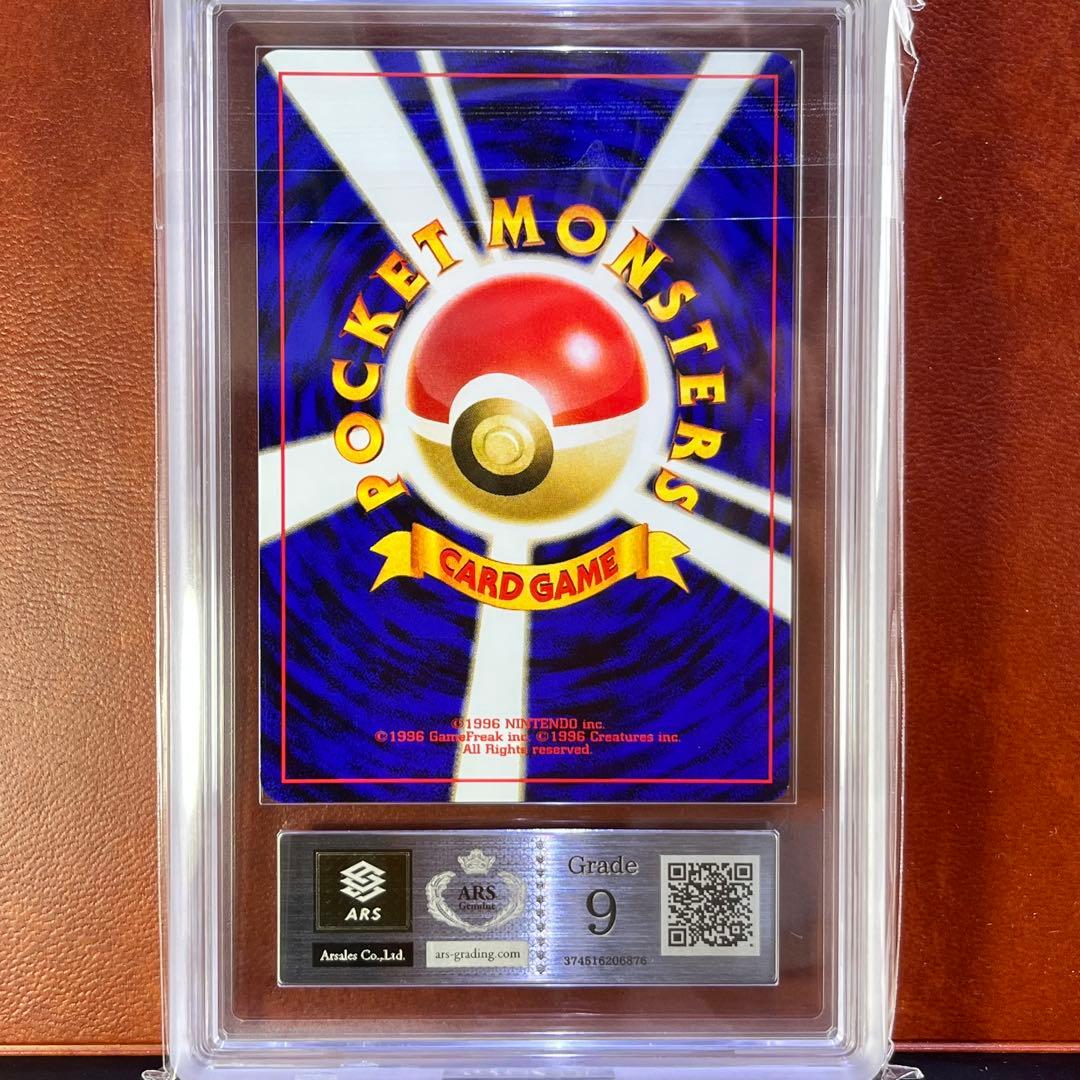 POCKET MONSTERS
CARD GAME
©1996 NINTENDO inc.
©1996 GameFreak inc. ©1996 Creatures inc.
All Rights reserved.
ARS
Arsales Co.,Ltd.
ARS
Genuine
ars-grading.com
Grade
9
374516206876